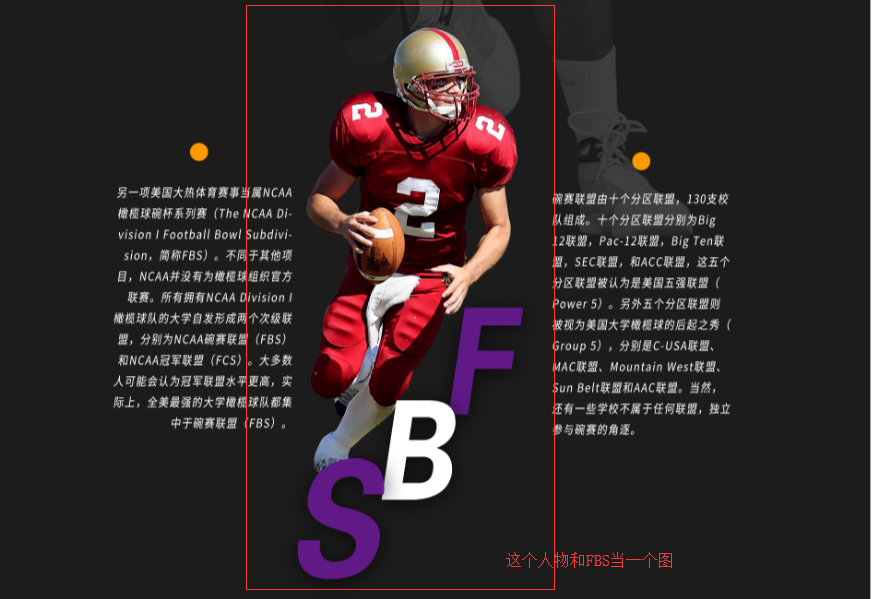 另一项美国大热体育赛事当属NCAA
橄榄球碗杯系列赛（The NCAA Di-
vision I Football Bowl Subdivi-
sion，简称FBS）。不同于其他项
目，NCAA并没有为橄榄球组织官方
联赛。所有拥有NCAA Division I
橄榄球队的大学自发形成两个次级联
盟，分别为NCAA碗赛联盟（FBS）
和NCAA冠军联盟（FCS）。大多数
人可能会认为冠军联盟水平更高，实
际上，全美最强的大学橄榄球队都集
中于碗赛联盟（FBS）。
2
2
2
F
B
S
碗赛联盟由十个分区联盟，130支校
队组成。十个分区联盟分别为Big
12联盟，Pac-12联盟，Big Ten联
盟，SEC联盟，和ACC联盟，这五个
分区联盟被认为是美国五强联盟（
Power 5）。另外五个分区联盟则
被视为美国大学橄榄球的后起之秀（
Group 5），分别是C-USA联盟、
MAC联盟、Mountain West联盟、
Sun Belt联盟和AAC联盟。当然，
还有一些学校不属于任何联盟，独立
参与碗赛的角逐。
这个人物和FBS当一个图